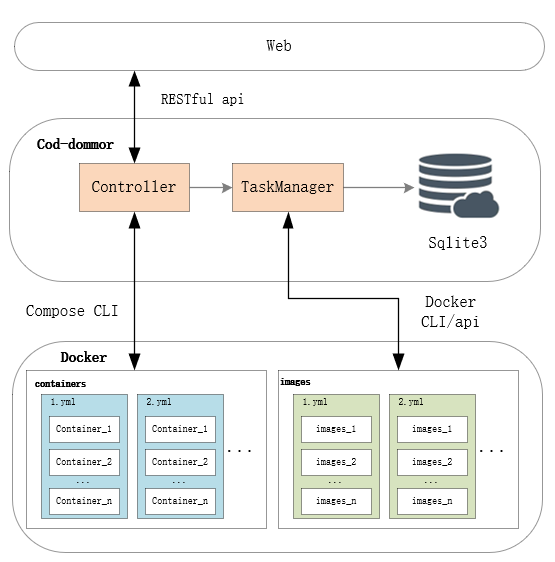 Web
RESTful api
Cod-dommor
Controller
TaskManager
Sqlite3
Compose CLI
Docker
CLI/api
Docker
containers
1.yml
Container_1
Container_2
...
Container_n
2.yml
Container_1
Container_2
...
Container_n
...
images
1.yml
images_1
images_2
...
images_n
2.yml
images_1
images_2
...
images_n
...